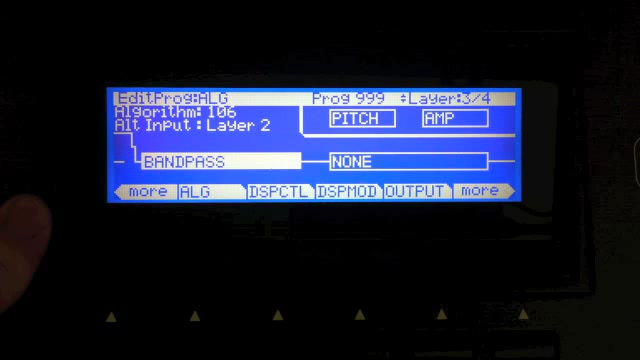 EditProg:ALG Prog 999 Layer:3/4
Algorithm: 106
Alt Input: Layer 2
PITCH AMP
BANDPASS NONE
more ALG DSPCTL DSPMOD OUTPUT more